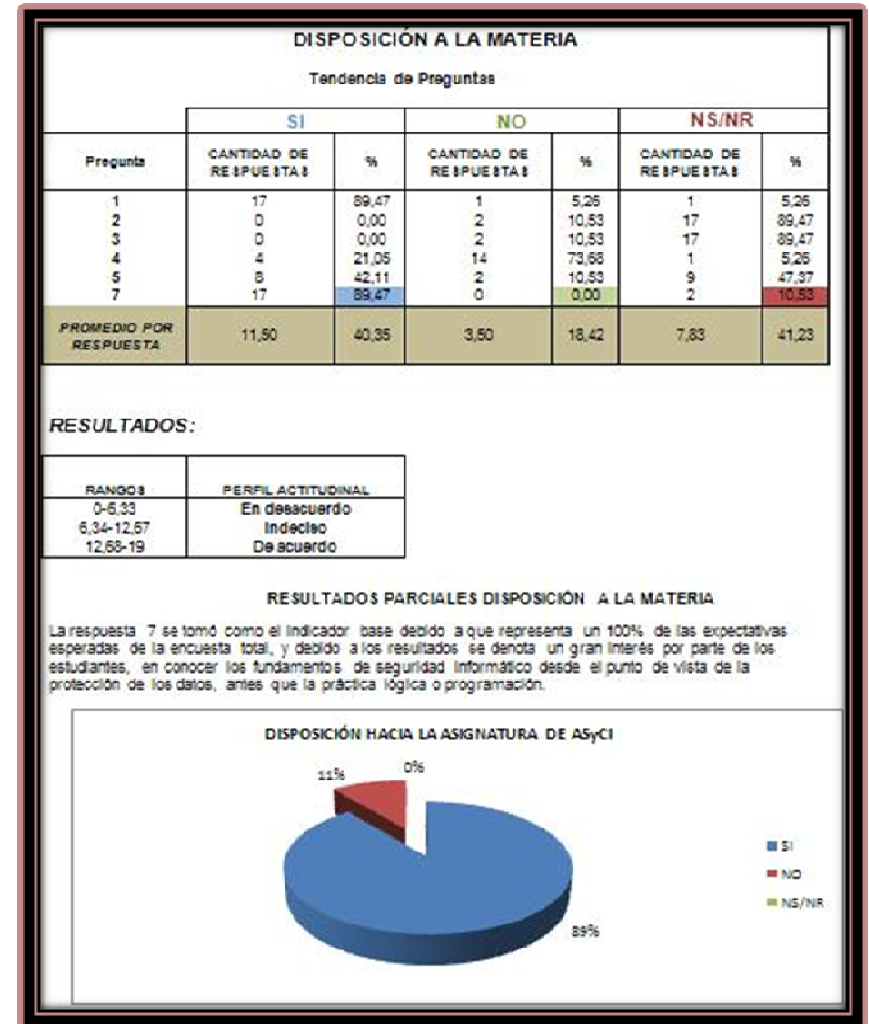 DISPOSICIÓN A LA MATERIA
Tendencia de Preguntas
SI NO NS/NR
Pregunta CANTIDAD DE RESPUESTAS % CANTIDAD DE RESPUESTAS % CANTIDAD DE RESPUESTAS %
1 17 89,47 1 5,26 1 5,26
2 0 0,00 2 10,53 17 89,47
3 0 0,00 2 10,53 17 89,47
4 4 21,05 14 73,68 1 5,26
5 8 42,11 2 10,53 9 47,37
7 17 89,47 0 0,00 2 10,53
PROMEDIO POR RESPUESTA 11,50 40,35 3,50 18,42 7,83 41,23
RESULTADOS:
RANGOS PERFIL ACTITUDINAL
0-6,33 En desacuerdo
6,34-12,67 Indeciso
12,68-19 De acuerdo
RESULTADOS PARCIALES DISPOSICIÓN A LA MATERIA
La respuesta 7 se tomó como el indicador base debido a que representa un 100% de las expectativas
esperadas de la encuesta total, y debido a los resultados se denota un gran interés por parte de los
estudiantes, en conocer los fundamentos de seguridad informático desde el punto de vista de la
protección de los datos, antes que la práctica lógica o programación.
DISPOSICIÓN HACIA LA ASIGNATURA DE ASyCI
11% 0%
SI
NO
NS/NR
89%